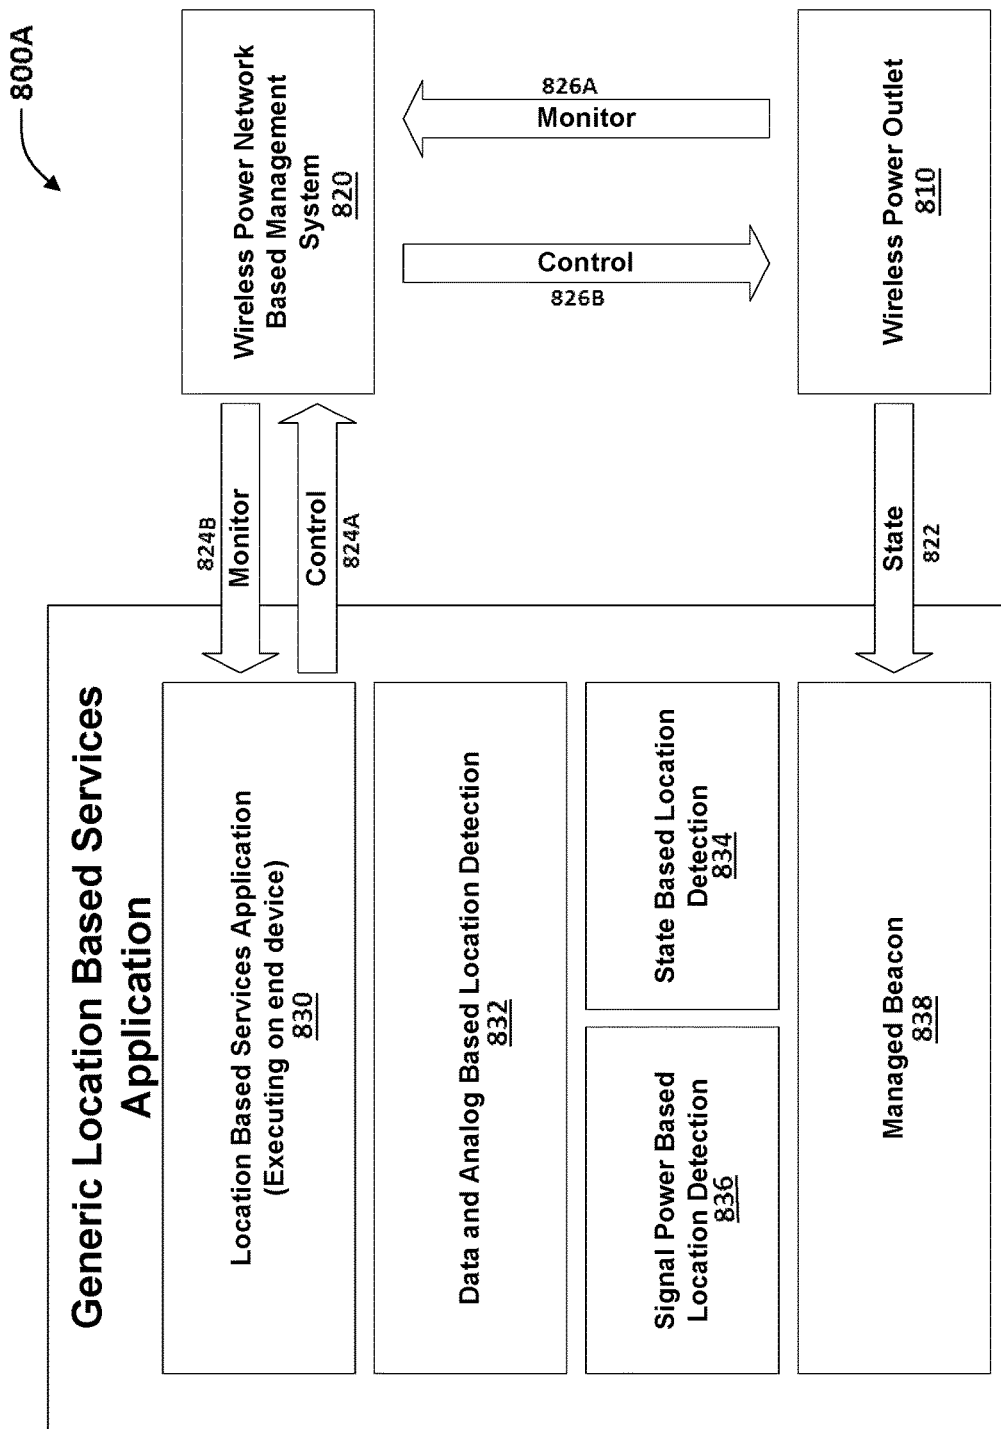 800A
Generic Location Based Services
Application
Location Based Services Application
(Executing on end device)
830
824B
Monitor
Control
824A
Wireless Power Network
Based Management
System
820
Data and Analog Based Location Detection
832
Signal Power Based
Location Detection
836
State Based Location
Detection
834
Control
826B
826A
Monitor
Managed Beacon
838
State
822
Wireless Power Outlet
810